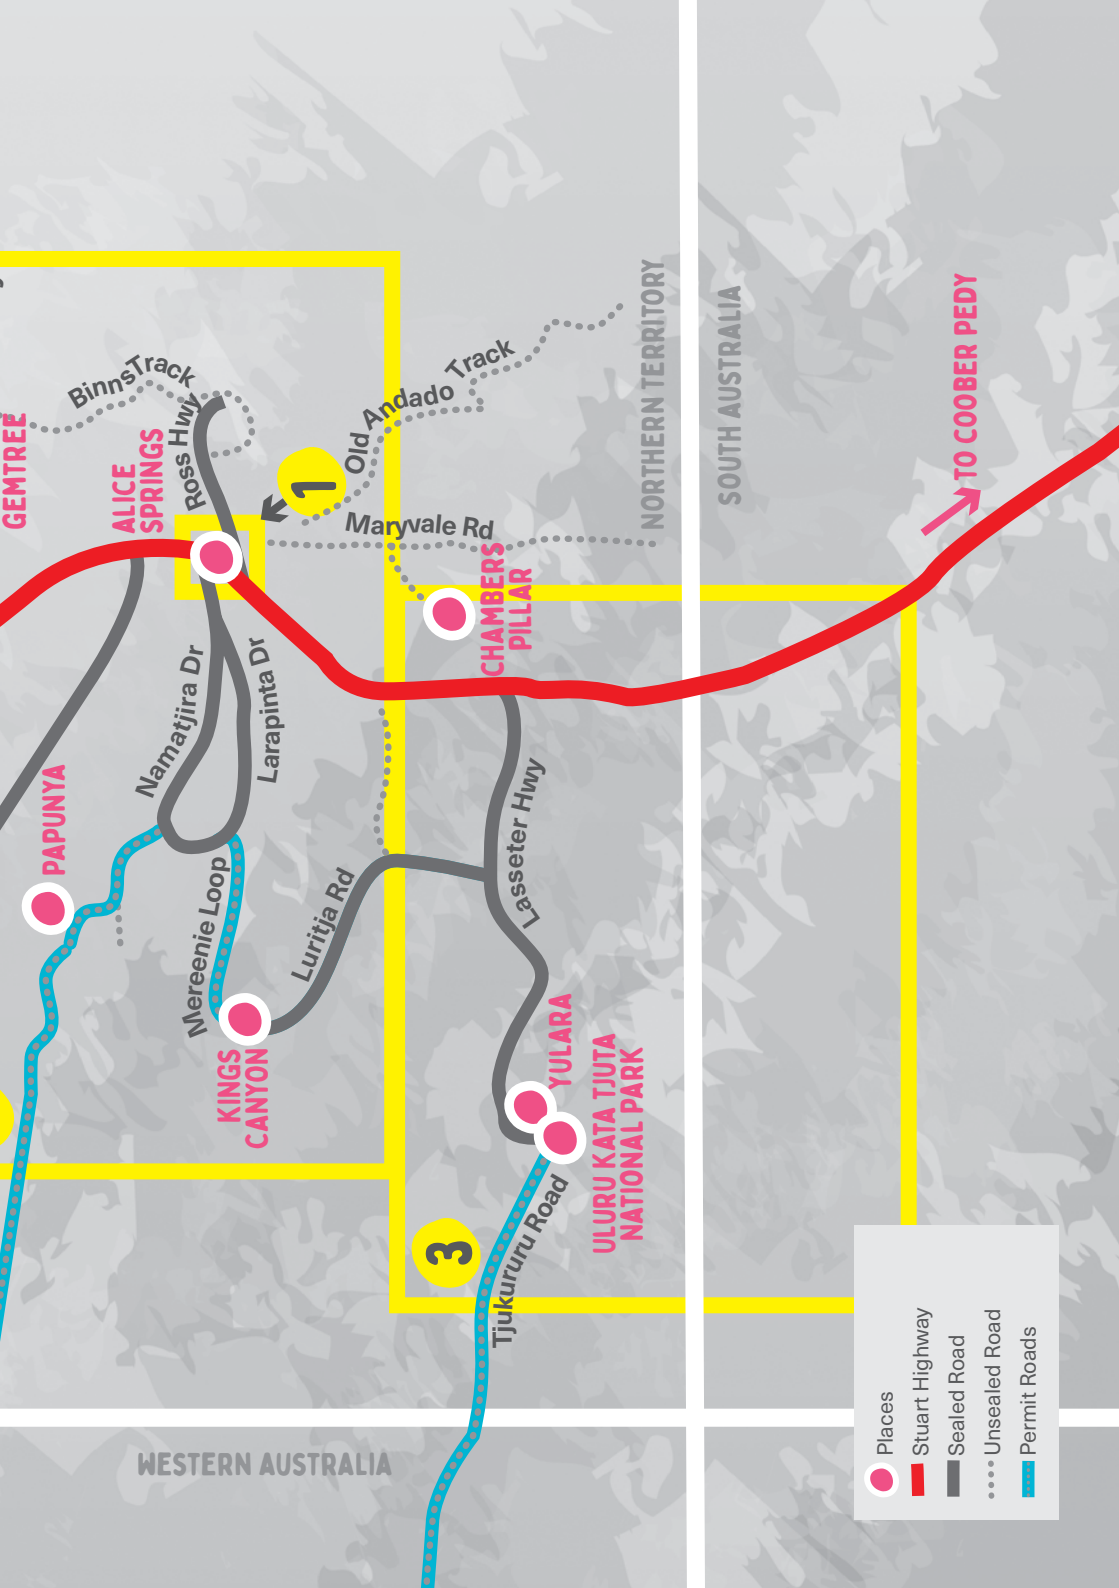 GEMTREE
Binns Track
ALICE
SPRINGS
Ross Hwy
1
Old Andado Track
Maryvale Rd
CHAMBERS
PILLAR
NORTHERN TERRITORY
SOUTH AUSTRALIA
TO COOBER PEDY
Namatjira Dr
Larapinta Dr
PAPUNYA
Mereenie Loop
Luritja Rd
Lasseter Hwy
KINGS
CANYON
YULARA
ULURU KATA TJUTA
NATIONAL PARK
3
Tjukururu Road
WESTERN AUSTRALIA
Places
Stuart Highway
Sealed Road
Unsealed Road
Permit Roads